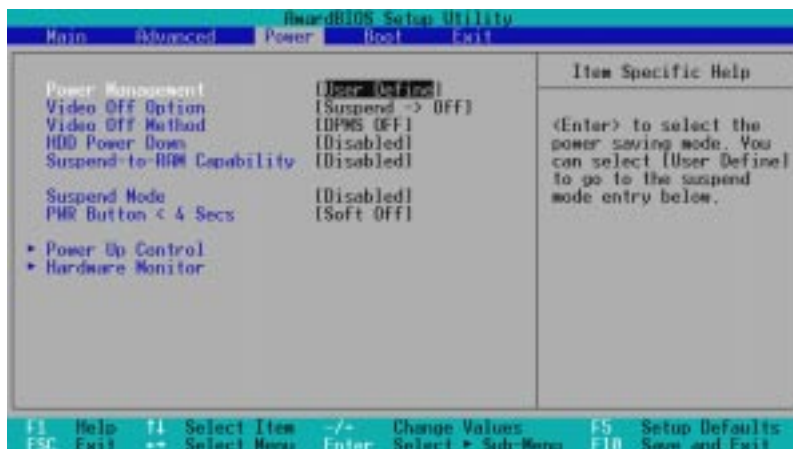 AwardBIOS Setup Utility
Main Advanced Power Boot Exit
Power Management [User Define]
Video Off Option [Suspend -> Off]
Video Off Method [DPMS OFF]
HDD Power Down [Disabled]
Suspend-to-RAM Capability [Disabled]
Suspend Mode [Disabled]
PWR Button < 4 Secs [Soft Off]
▸ Power Up Control
▸ Hardware Monitor
Item Specific Help
<Enter> to select the
power saving mode. You
can select [User Define]
to go to the suspend
mode entry below.
F1 Help ↑↓ Select Item -/+ Change Values F5 Setup Defaults
ESC Exit ←→ Select Menu Enter Select ▸ Sub-Menu F10 Save and Exit